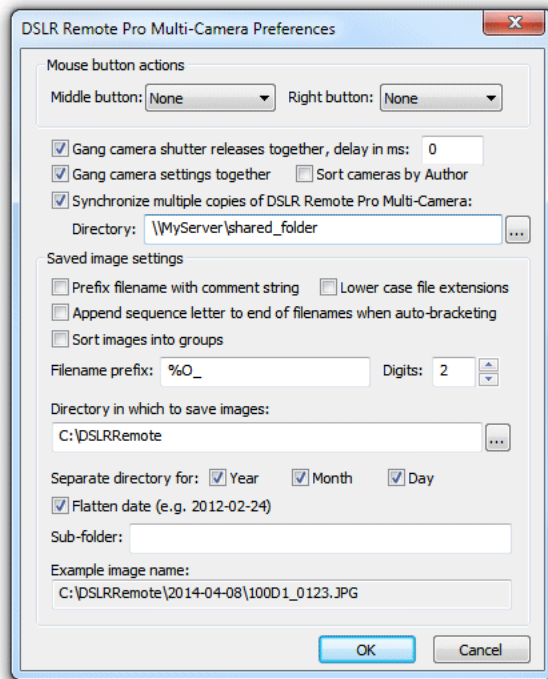 DSLR Remote Pro Multi-Camera Preferences
Mouse button actions
Middle button: None Right button: None
Gang camera shutter releases together, delay in ms: 0
Gang camera settings together Sort cameras by Author
Synchronize multiple copies of DSLR Remote Pro Multi-Camera:
Directory: \\MyServer\shared_folder ...
Saved image settings
Prefix filename with comment string Lower case file extensions
Append sequence letter to end of filenames when auto-bracketing
Sort images into groups
Filename prefix: %O_ Digits: 2
Directory in which to save images:
C:\DSLRRemote ...
Separate directory for: Year Month Day
Flatten date (e.g. 2012-02-24)
Sub-folder:
Example image name:
C:\DSLRRemote\2014-04-08\100D1_0123.JPG
OK Cancel